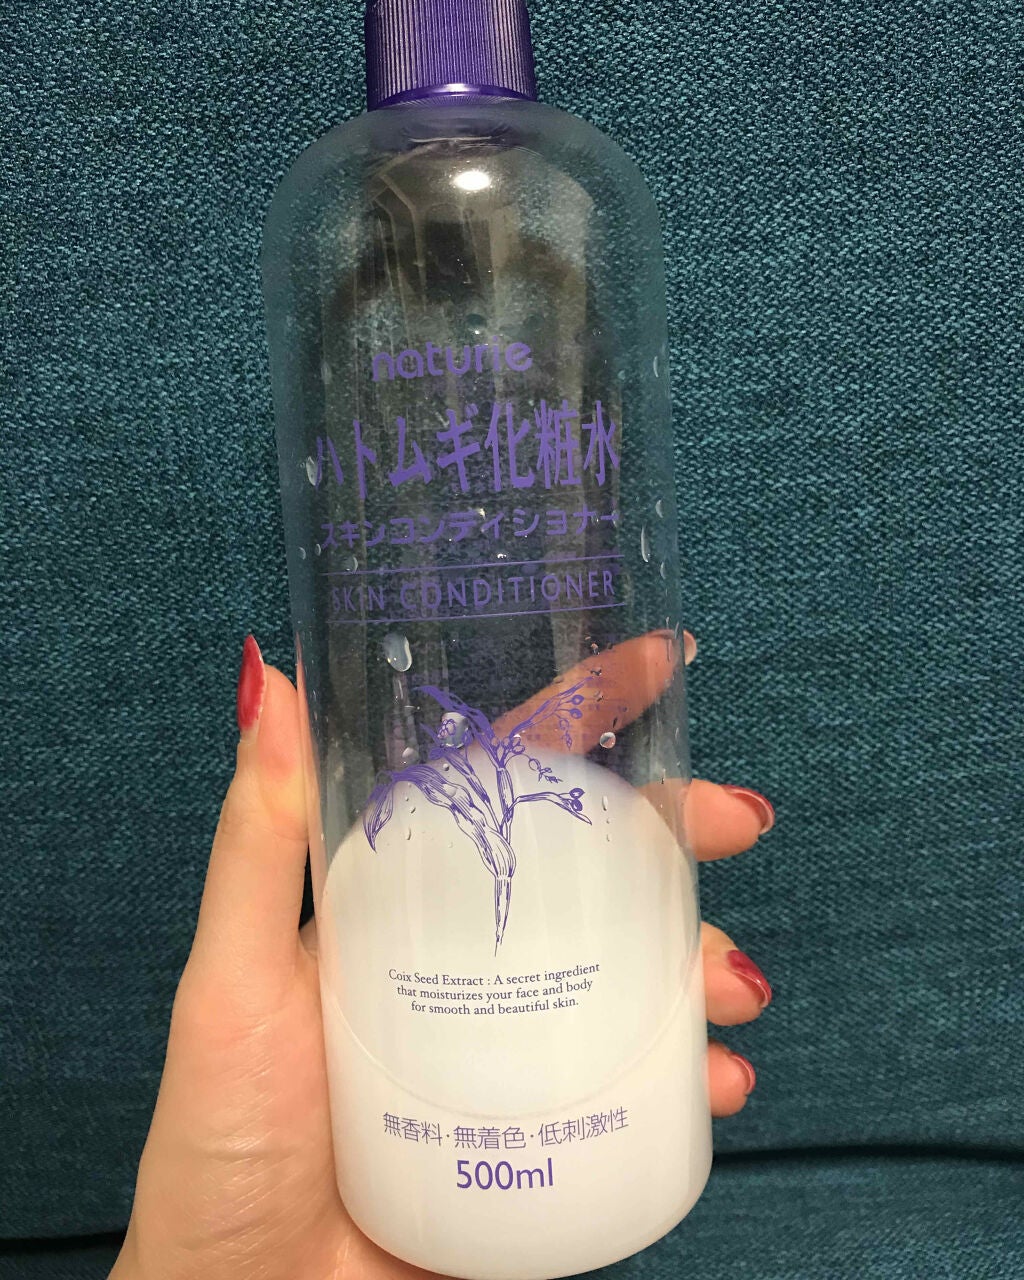 naturie
ハトムギ化粧水
スキンコンディショナー
SKIN CONDITIONER
Coix Seed Extract : A secret ingredient
that moisturizes your face and body
for smooth and beautiful skin.
無香料･無着色･低刺激性
500ml